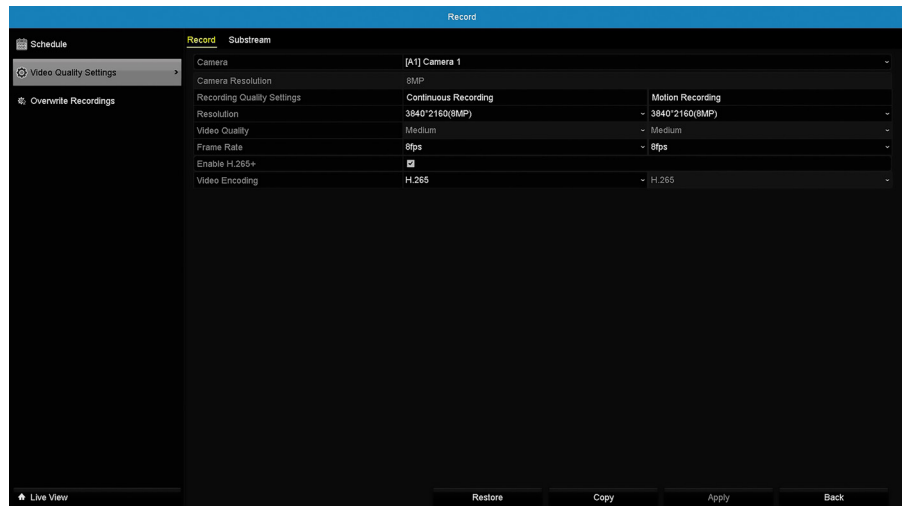 Record
Schedule
Video Quality Settings
Overwrite Recordings
Record Substream
Camera [A1] Camera 1
Camera Resolution 8MP
Recording Quality Settings Continuous Recording Motion Recording
Resolution 3840*2160(8MP) 3840*2160(8MP)
Video Quality Medium Medium
Frame Rate 8fps 8fps
Enable H.265+
Video Encoding H.265 H.265
Live View Restore Copy Apply Back